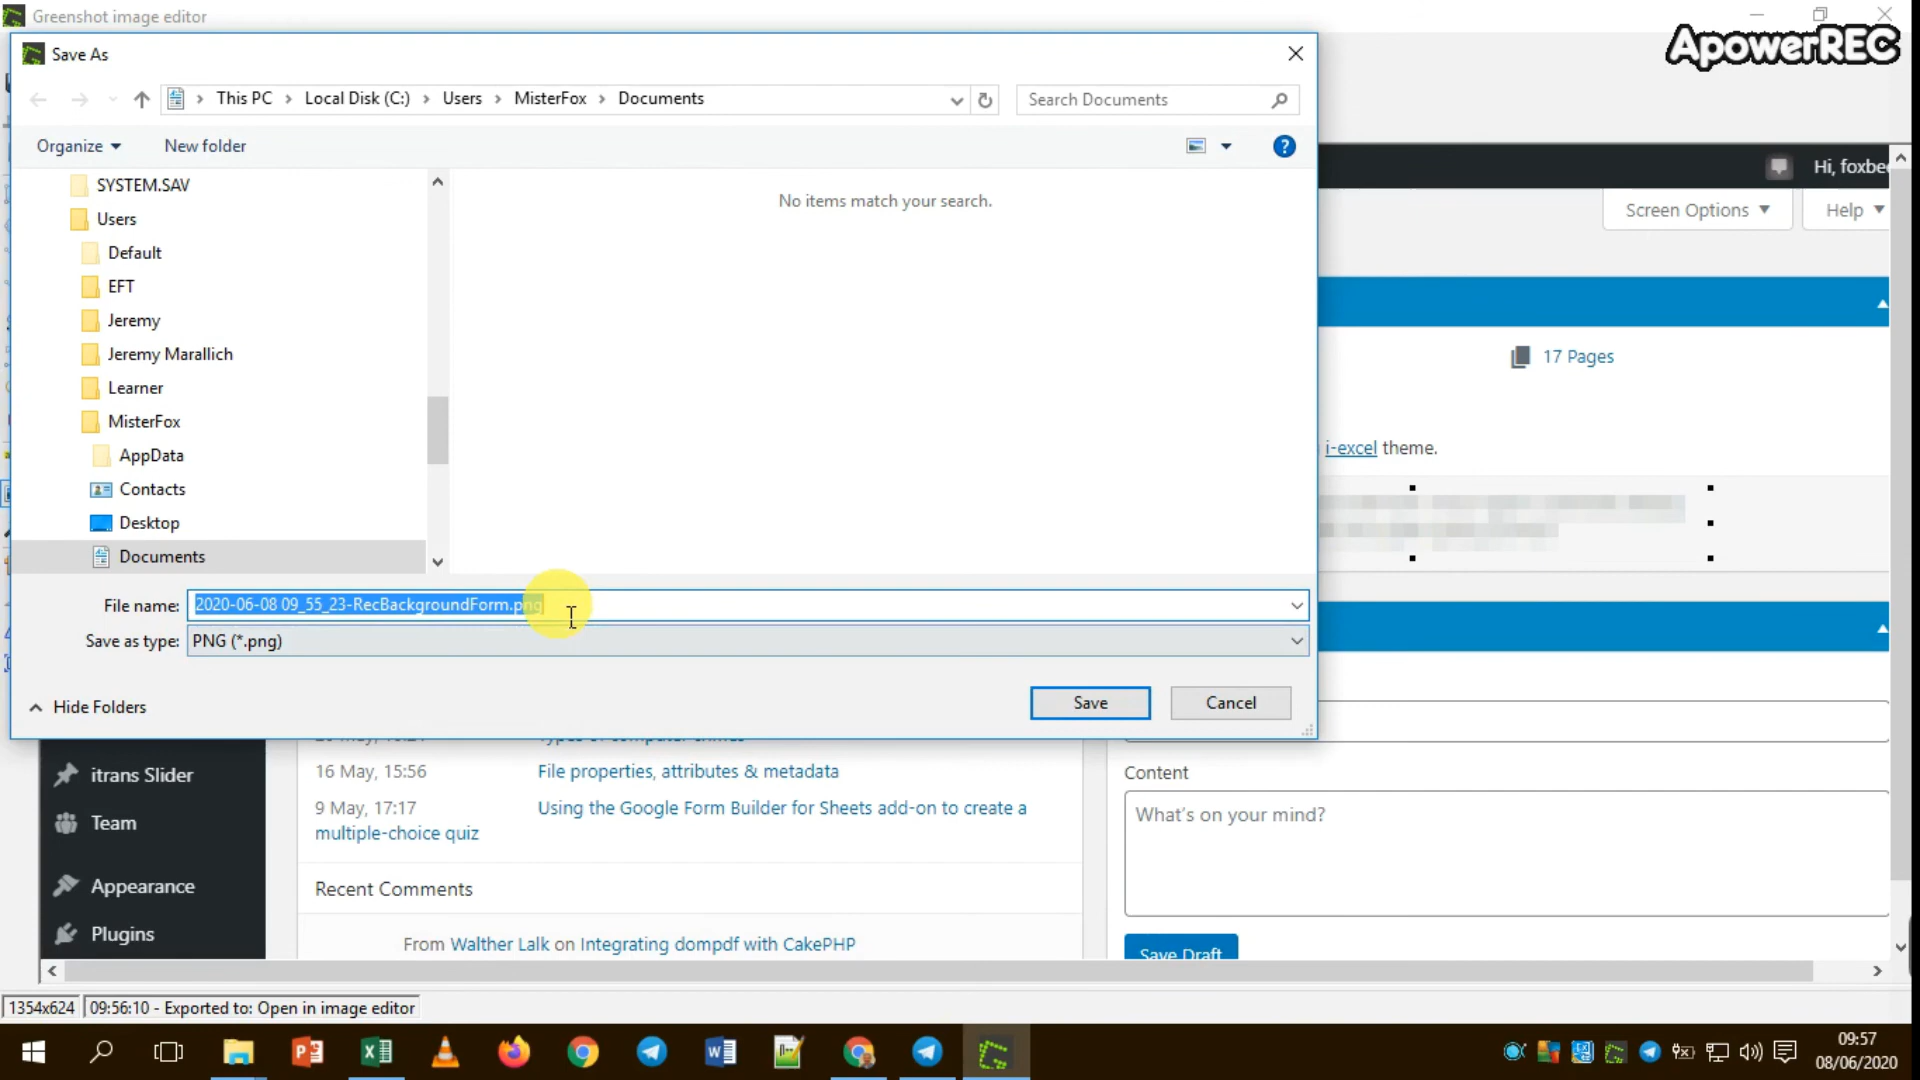 Greenshot image editor
ApowerREC
Save As
This PC > Local Disk (C:) > Users > MisterFox > Documents
Search Documents
Organize
New folder
?
SYSTEM.SAV
No items match your search.
Users
Default
EFT
Jeremy
Jeremy Marallich
Learner
MisterFox
AppData
Contacts
Desktop
Documents
File name: 2020-06-08 09_55_23-RecBackgroundForm.png
Save as type: PNG (*.png)
Hide Folders
Save
Cancel
Hi, foxbee
Screen Options
Help
17 Pages
i-excel theme.
itrans Slider
Team
Appearance
Plugins
16 May, 15:56 File properties, attributes & metadata
9 May, 17:17 Using the Google Form Builder for Sheets add-on to create a
multiple-choice quiz
Recent Comments
From Walther Lalk on Integrating dompdf with CakePHP
Content
What's on your mind?
Save Draft
1354x624 09:56:10 - Exported to: Open in image editor
09:57
08/06/2020